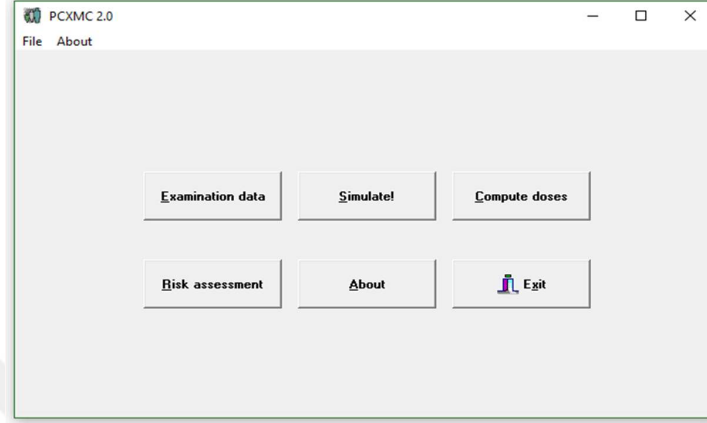 PCXMC 2.0
File About
Examination data Simulate! Compute doses
Risk assessment About Exit